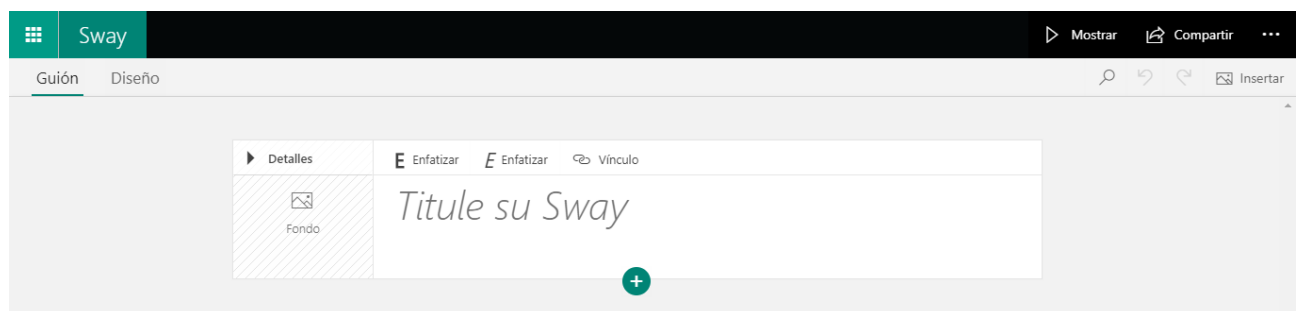 Sway Mostrar Compartir ...
Guión Diseño Insertar
Detalles E Enfatizar E Enfatizar Vínculo
Fondo
Titule su Sway